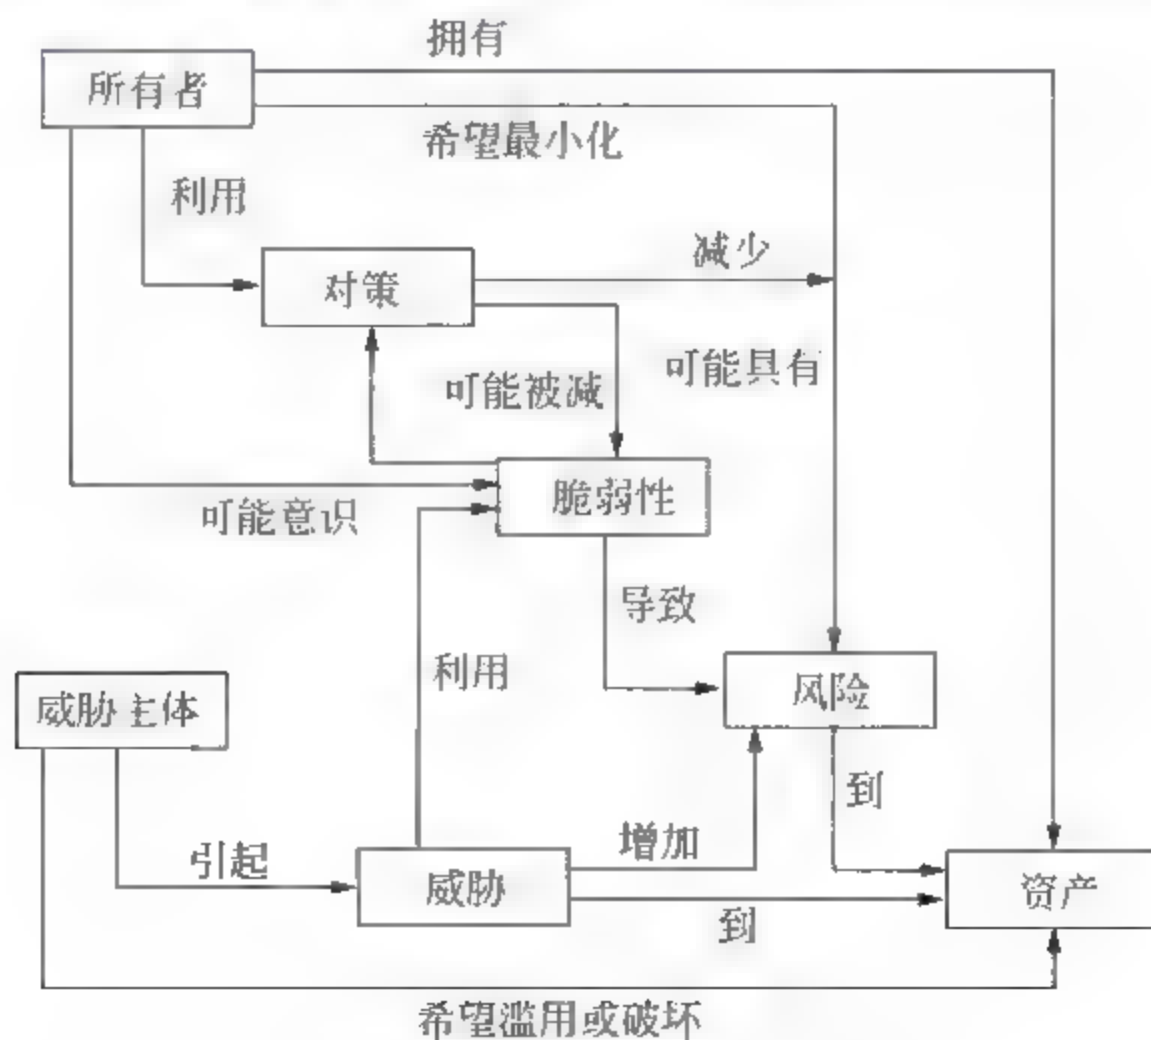 拥有
所有者
希望最小化
利用
减少
对策
可能具有
可能被减
脆弱性
可能意识
导致
利用
风险
威胁主体
到
增加
引起
威胁
资产
到
希望滥用或破坏